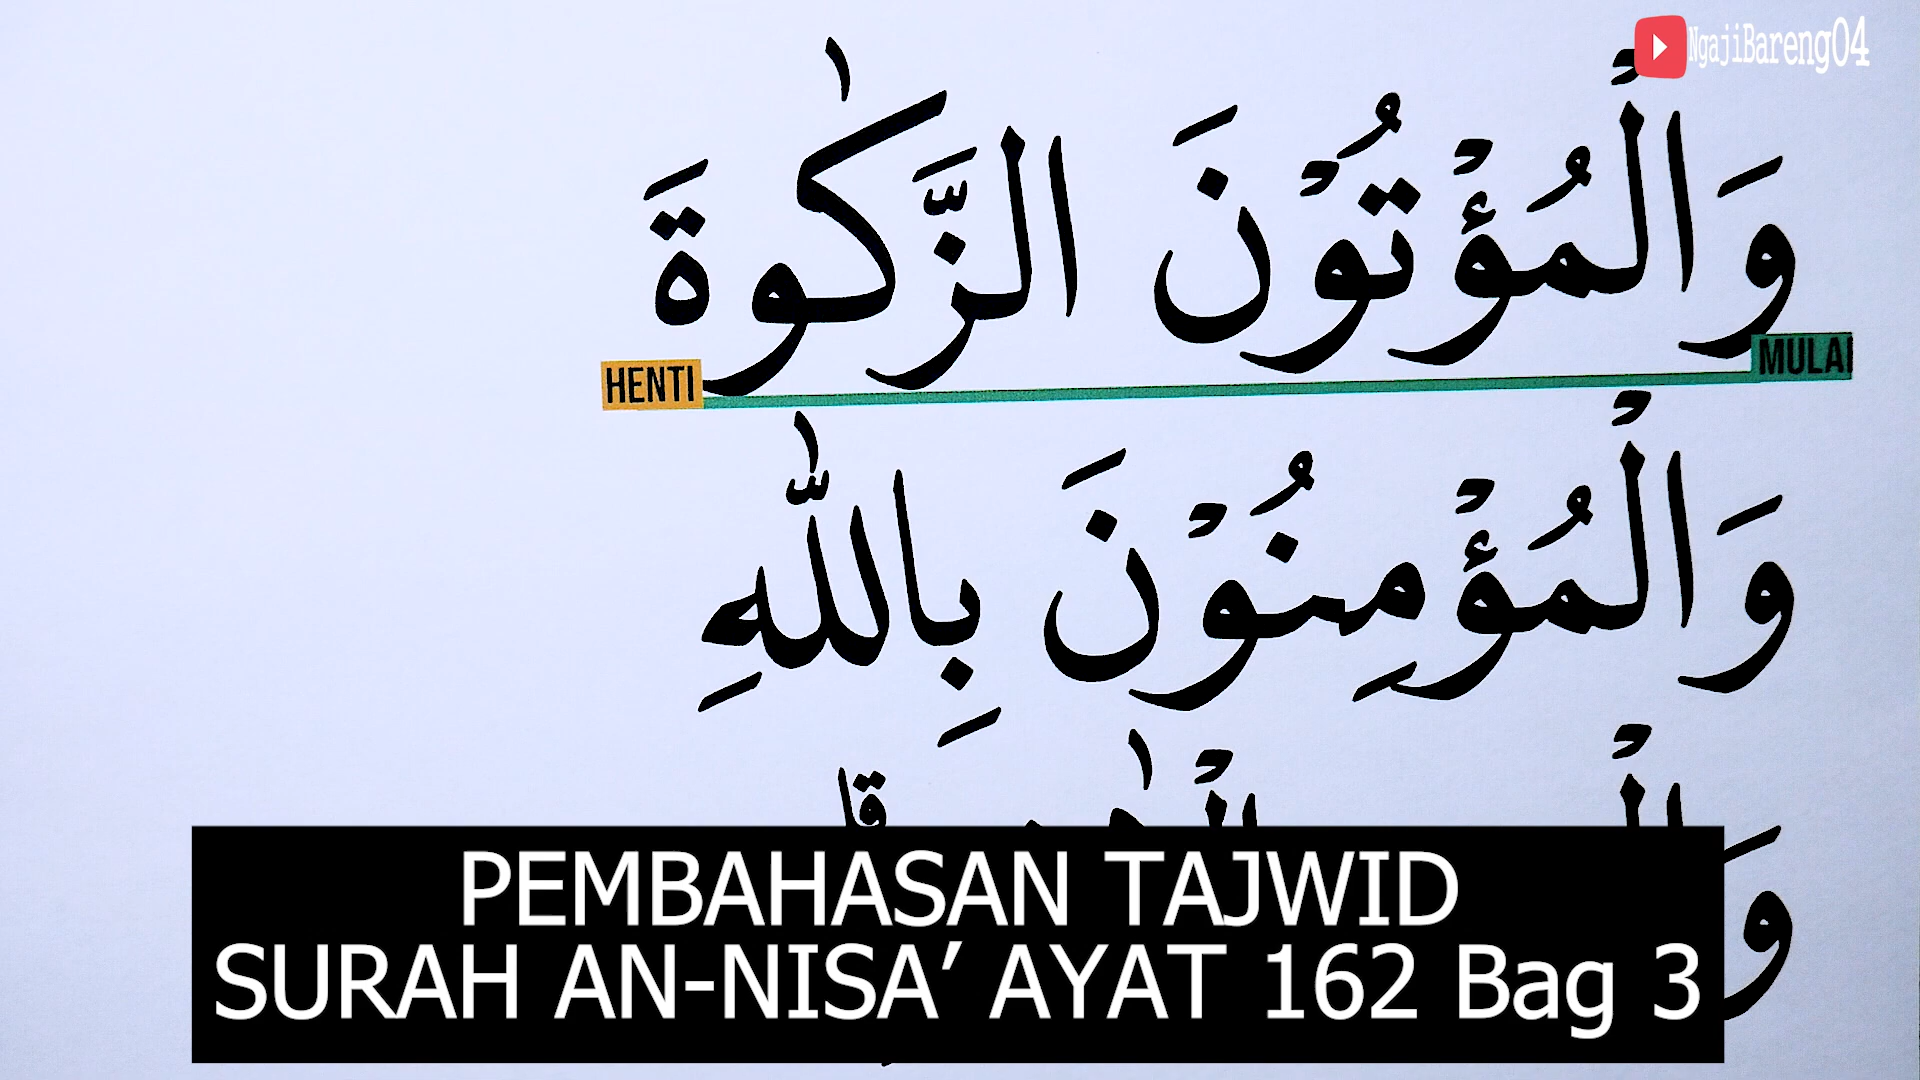 NgajiBareng04
وَالْمُؤْتُوْنَ الزَّكٰوةَ
HENTI
MULAI
وَالْمُؤْمِنُوْنَ بِاللّٰهِ
PEMBAHASAN TAJWID
SURAH AN-NISA’ AYAT 162 Bag 3